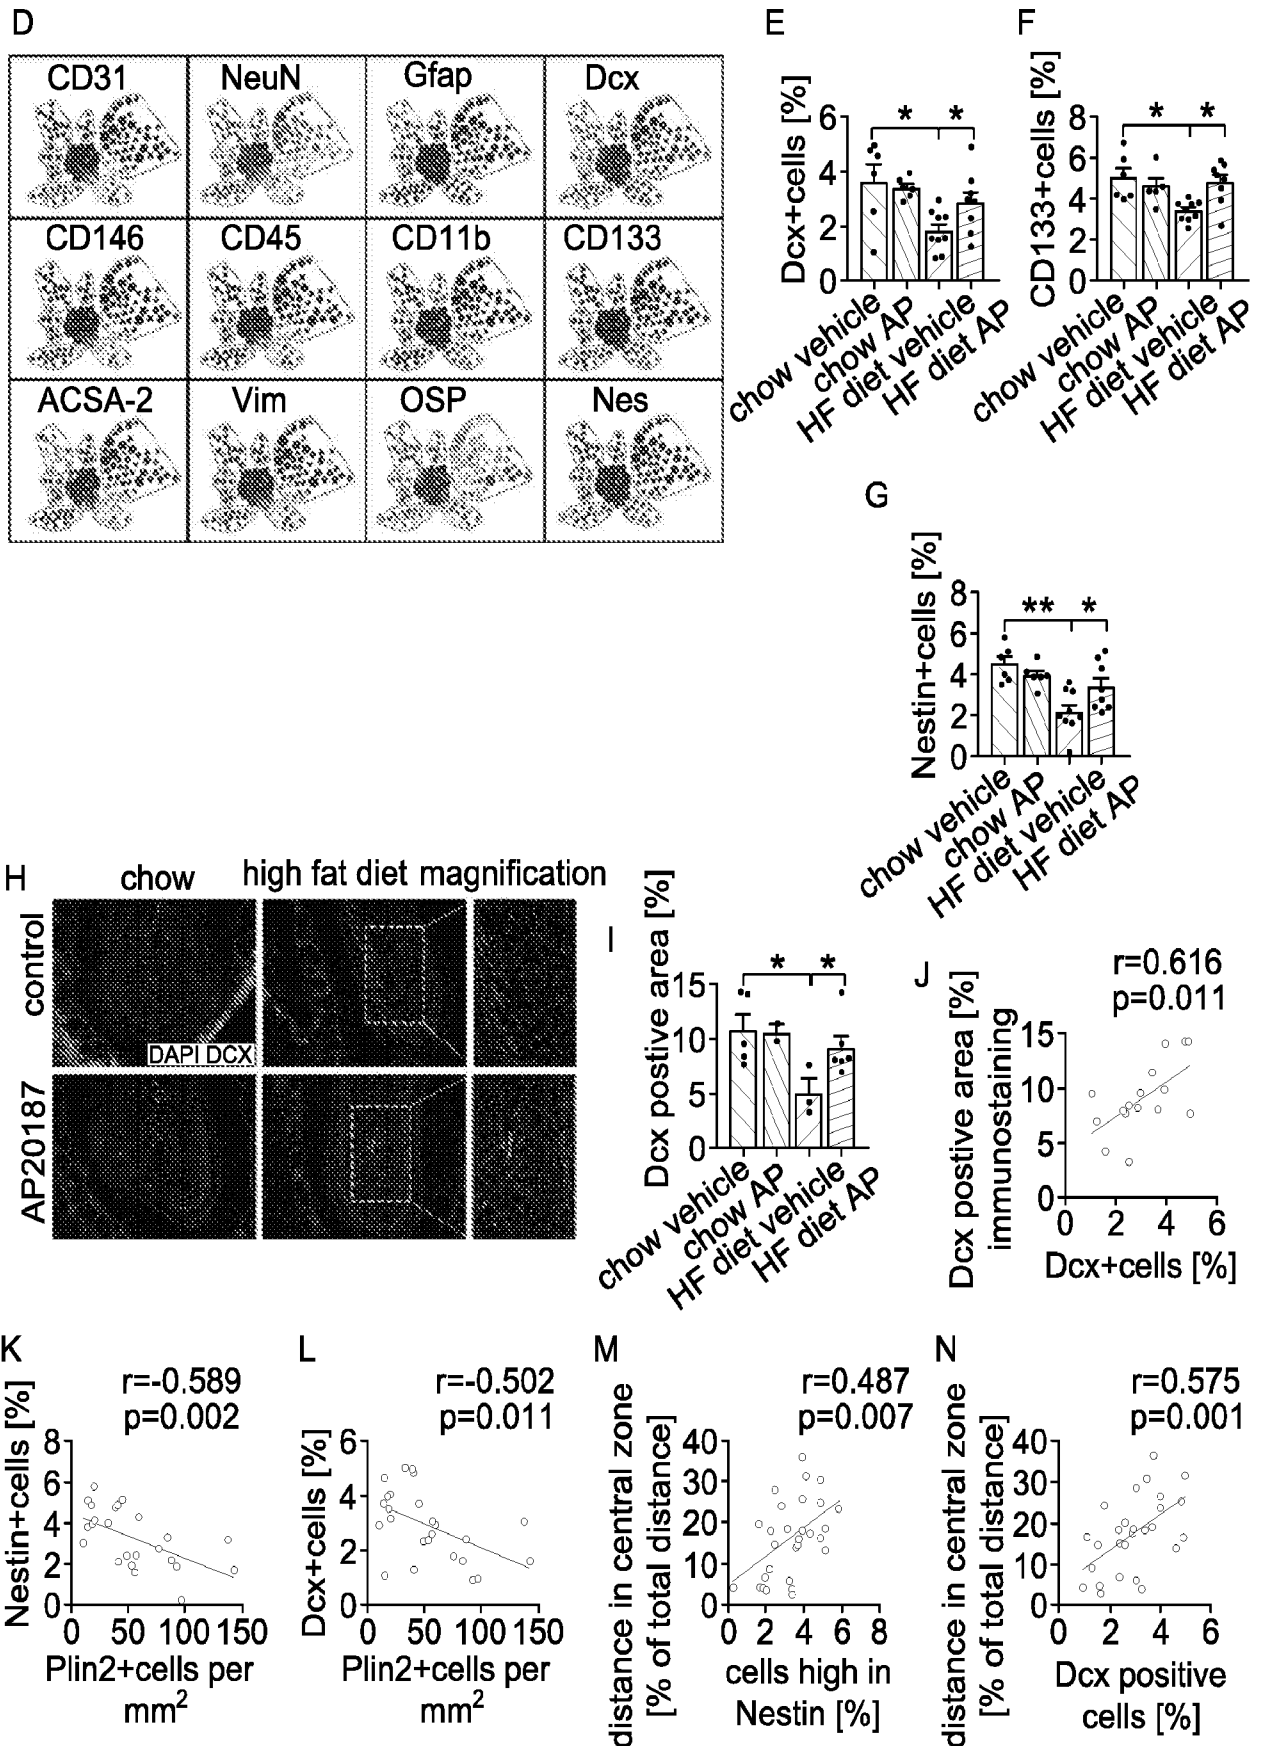 D
CD31 NeuN Gfap Dcx
CD146 CD45 CD11b CD133
ACSA-2 Vim OSP Nes
E
Dcx+cells [%]
6
4
2
0
* *
chow vehicle
chow AP
HF diet vehicle
HF diet AP
F
CD133+cells [%]
8
6
4
2
0
* *
chow vehicle
chow AP
HF diet vehicle
HF diet AP
G
Nestin+cells [%]
8
6
4
2
0
** *
chow vehicle
chow AP
HF diet vehicle
HF diet AP
H
chow high fat diet magnification
control
DAPI DCX
AP20187
I
Dcx postive area [%]
15
10
5
0
* *
chow vehicle
chow AP
HF diet vehicle
HF diet AP
J
r=0.616
p=0.011
Dcx postive area [%]
immunostaining
15
10
5
0
0 2 4 6
Dcx+cells [%]
K
r=-0.589
p=0.002
Nestin+cells [%]
8
6
4
2
0
0 50 100 150
Plin2+cells per
mm2
L
r=-0.502
p=0.011
Dcx+cells [%]
6
4
2
0
0 50 100 150
Plin2+cells per
mm2
M
r=0.487
p=0.007
distance in central zone
[% of total distance]
40
30
20
10
0
0 2 4 6 8
cells high in
Nestin [%]
N
r=0.575
p=0.001
distance in central zone
[% of total distance]
40
30
20
10
0
0 2 4 6
Dcx positive
cells [%]